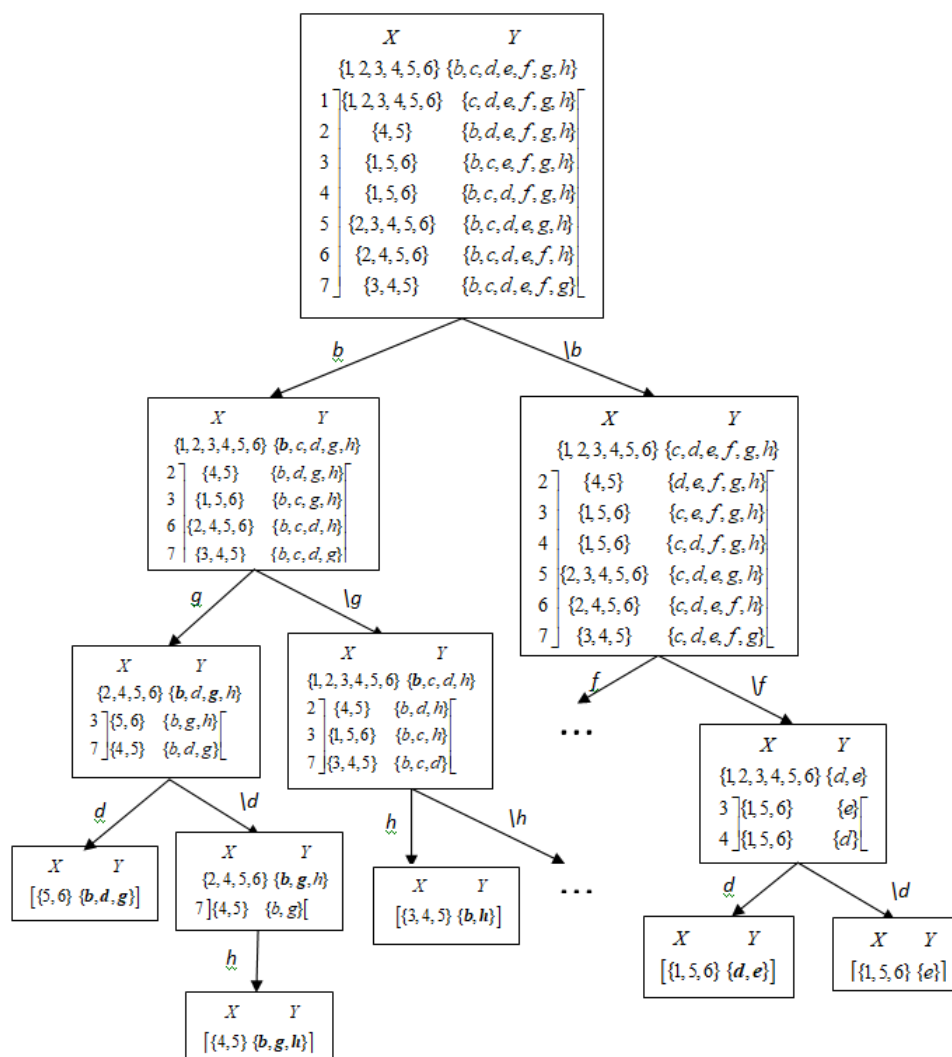 X Y
{1,2,3,4,5,6} {b,c,d,e,f,g,h}
1 ]{1,2,3,4,5,6} {c,d,e,f,g,h}[
2 {4,5} {b,d,e,f,g,h}
3 {1,5,6} {b,c,e,f,g,h}
4 {1,5,6} {b,c,d,f,g,h}
5 {2,3,4,5,6} {b,c,d,e,g,h}
6 {2,4,5,6} {b,c,d,e,f,h}
7 {3,4,5} {b,c,d,e,f,g}
b \b
X Y
{1,2,3,4,5,6} {b,c,d,g,h}
2 ] {4,5} {b,d,g,h}[
3 {1,5,6} {b,c,g,h}
6 {2,4,5,6} {b,c,d,h}
7 {3,4,5} {b,c,d,g}
X Y
{1,2,3,4,5,6} {c,d,e,f,g,h}
2 ] {4,5} {d,e,f,g,h}[
3 {1,5,6} {c,e,f,g,h}
4 {1,5,6} {c,d,f,g,h}
5 {2,3,4,5,6} {c,d,e,g,h}
6 {2,4,5,6} {c,d,e,f,h}
7 {3,4,5} {c,d,e,f,g}
g \g
f \f
X Y
{2,4,5,6} {b,d,g,h}
3 ]{5,6} {b,g,h}[
7 ]{4,5} {b,d,g}[
X Y
{1,2,3,4,5,6} {b,c,d,h}
2 ] {4,5} {b,d,h}[
3 {1,5,6} {b,c,h}
7 ]{3,4,5} {b,c,d}[
...
X Y
{1,2,3,4,5,6} {d,e}
3 ]{1,5,6} {e}[
4 ]{1,5,6} {d}[
d \d
h \h
d \d
X Y
[{5,6} {b,d,g}]
X Y
{2,4,5,6} {b,g,h}
7]{4,5} {b,g}[
X Y
[{3,4,5} {b,h}]
...
X Y
[{1,5,6} {d,e}]
X Y
[{1,5,6} {e}]
h
X Y
[{4,5} {b,g,h}]